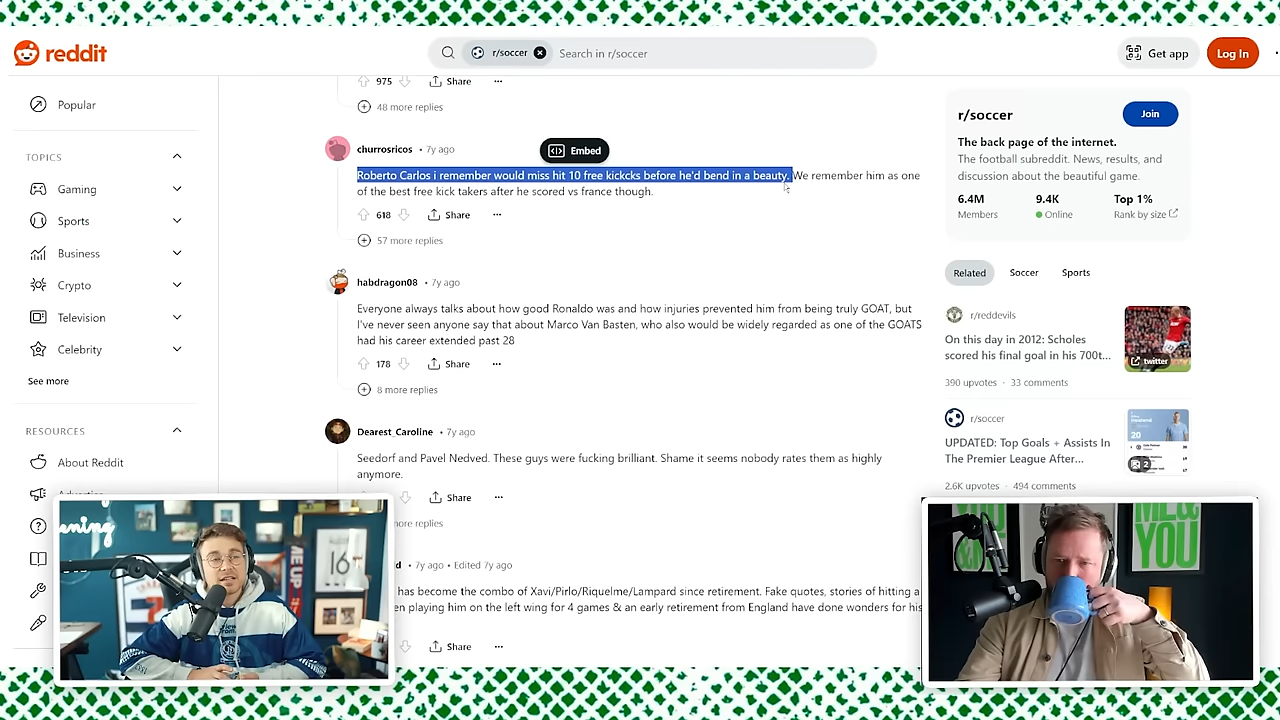 reddit
r/soccer
Search in r/soccer
Get app
Log In
Popular
TOPICS
Gaming
Sports
Business
Crypto
Television
Celebrity
See more
RESOURCES
About Reddit
975
Share
48 more replies
churrosricos • 7y ago
Embed
Roberto Carlos i remember would miss hit 10 free kickcks before he'd bend in a beauty. We remember him as one
of the best free kick takers after he scored vs france though.
618
Share
57 more replies
habdragon08 • 7y ago
Everyone always talks about how good Ronaldo was and how injuries prevented him from being truly GOAT, but
I've never seen anyone say that about Marco Van Basten, who also would be widely regarded as one of the GOATS
had his career extended past 28
178
Share
8 more replies
Dearest_Caroline • 7y ago
Seedorf and Pavel Nedved. These guys were fucking brilliant. Shame it seems nobody rates them as highly
anymore.
Share
more replies
• 7y ago • Edited 7y ago
has become the combo of Xavi/Pirlo/Riquelme/Lampard since retirement. Fake quotes, stories of hitting a
playing him on the left wing for 4 games & an early retirement from England have done wonders for his
Share
r/soccer
Join
The back page of the internet.
The football subreddit. News, results, and
discussion about the beautiful game.
6.4M
9.4K
Top 1%
Members
Online
Rank by size
Related
Soccer
Sports
r/reddevils
On this day in 2012: Scholes
scored his final goal in his 700t...
twitter
390 upvotes · 33 comments
r/soccer
UPDATED: Top Goals + Assists In
The Premier League After...
20
2
2.6K upvotes · 494 comments
ening
16
ME&
YOU